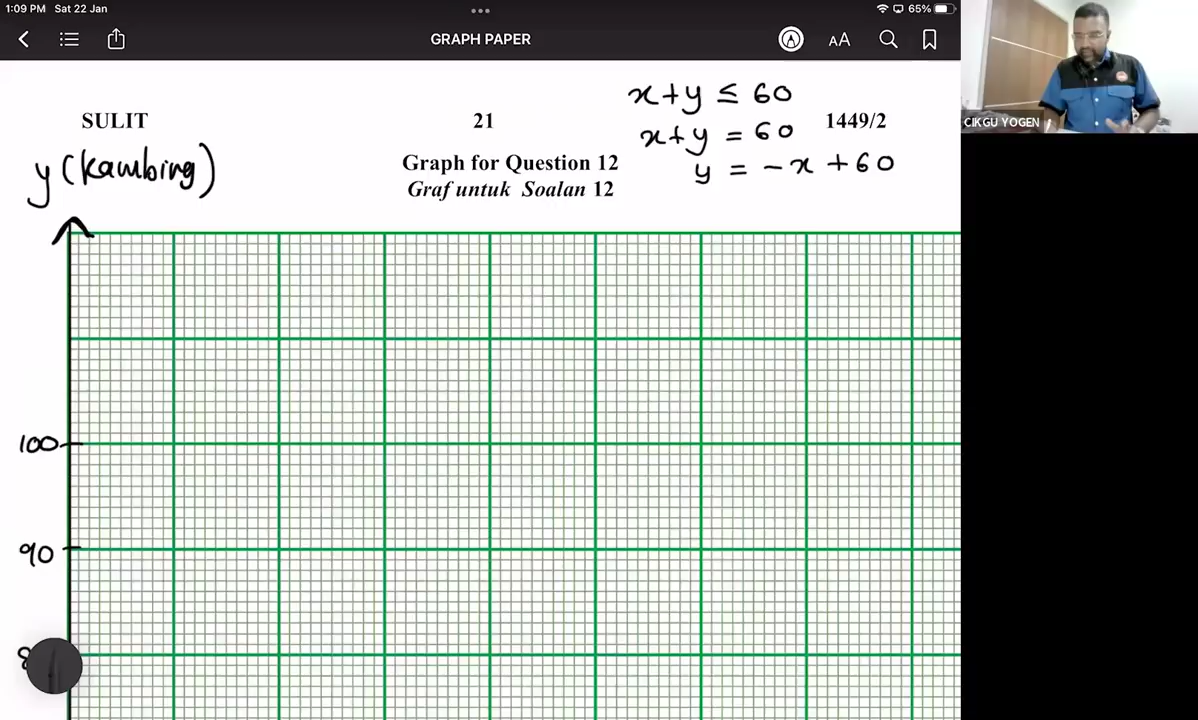 1:09 PM Sat 22 Jan
65%
GRAPH PAPER
AA
x+y ≤ 60
SULIT 21 1449/2
x+y = 60
Graph for Question 12
y = -x +60
Graf untuk Soalan 12
y (kambing)
CIKGU YOGEN
100
90
8